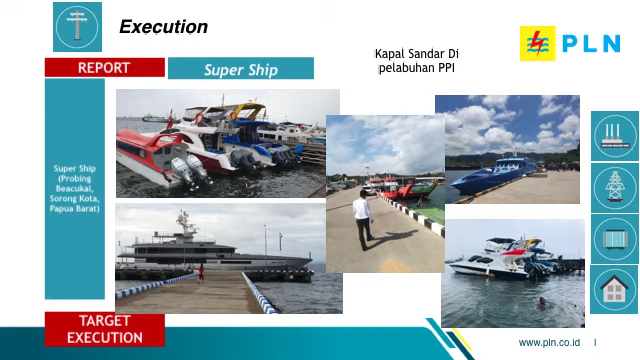 Execution
Kapal Sandar Di
pelabuhan PPI
PLN
REPORT
Super Ship
Super Ship
(Probing
Beacukai,
Sorong Kota,
Papua Barat)
TARGET
EXECUTION
www.pln.co.id |